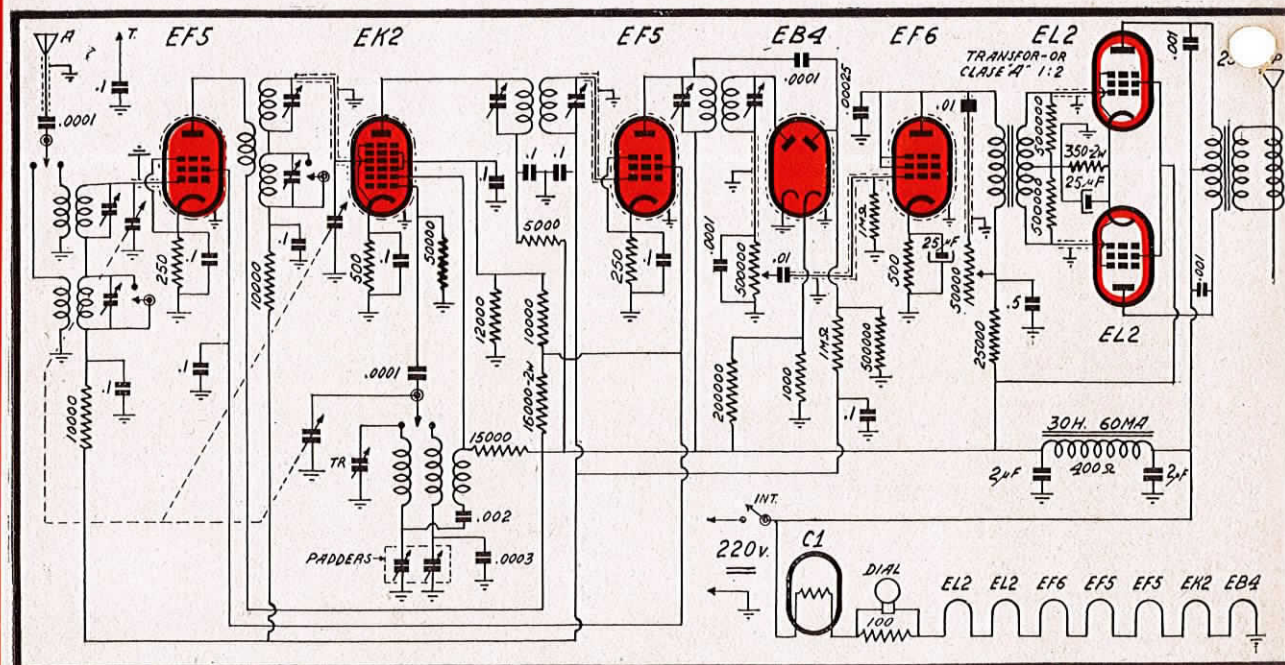 A
T.
EF5
EK2
EF5
EB4
EF6
EL2
TRANSFOR-OR
CLASE "A" 1:2
.1
.0001
.0001
.00025
.01
.001
500000
350-2W
25µF
500000
.1
.1
.1
5000
250
.1
.1
10000
500
.1
50000
250
.1
.0001
500000
.01
1MΩ
500
25µF
50000
.5
.001
EL2
12000
10000
15000-2W
1MΩ
500000
25000
200000
1000
.1
.1
.1
10000
.0001
TR
15000
30H. 60MA.
400Ω
2µF
2µF
.002
.0003
PADDERS
INT.
220v.
C1
DIAL
100
EL2 EL2 EF6 EF5 EF5 EK2 EB4